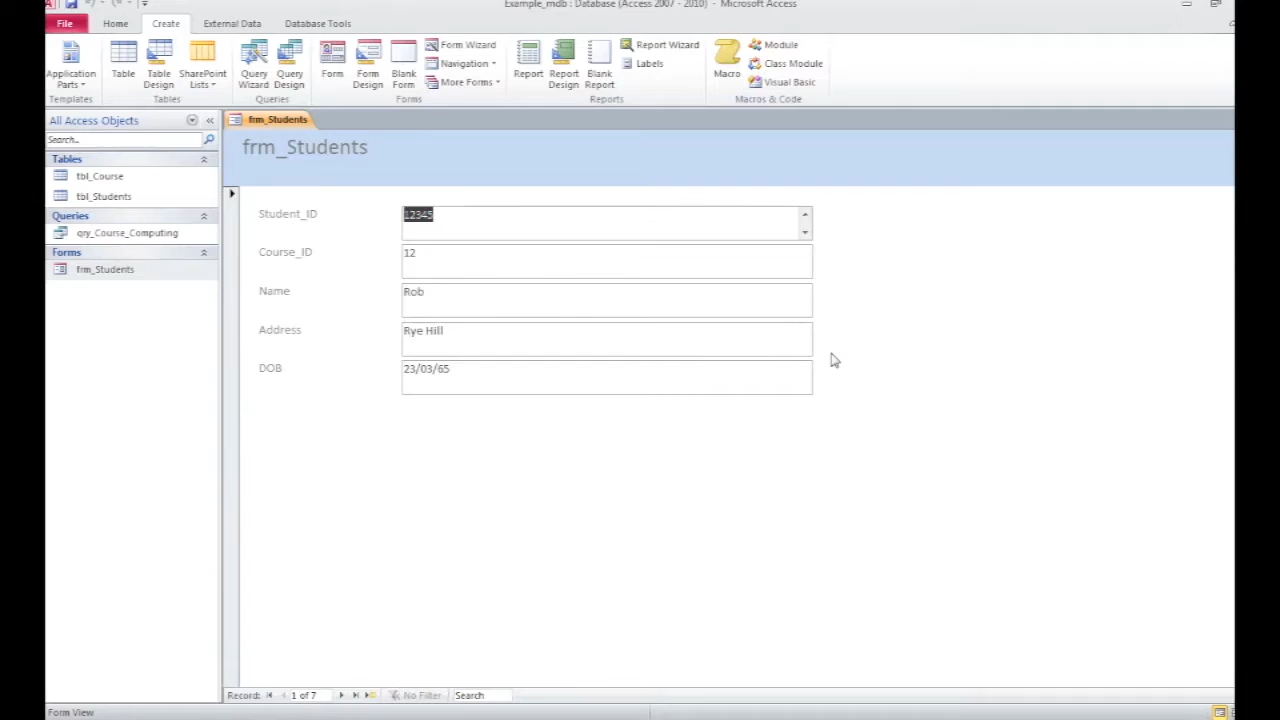 Example_mdb : Database (Access 2007 - 2010) - Microsoft Access
File Home Create External Data Database Tools
Application Parts
Table
Table Design
SharePoint Lists
Query Wizard
Query Design
Form
Form Design
Blank Form
Form Wizard
Navigation
More Forms
Report
Report Design
Blank Report
Report Wizard
Labels
Macro
Module
Class Module
Visual Basic
Templates Tables Queries Forms Reports Macros & Code
All Access Objects
Search...
Tables
tbl_Course
tbl_Students
Queries
qry_Course_Computing
Forms
frm_Students
frm_Students
frm_Students
Student_ID 12345
Course_ID 12
Name Rob
Address Rye Hill
DOB 23/03/65
Record: 1 of 7 No Filter Search
Form View